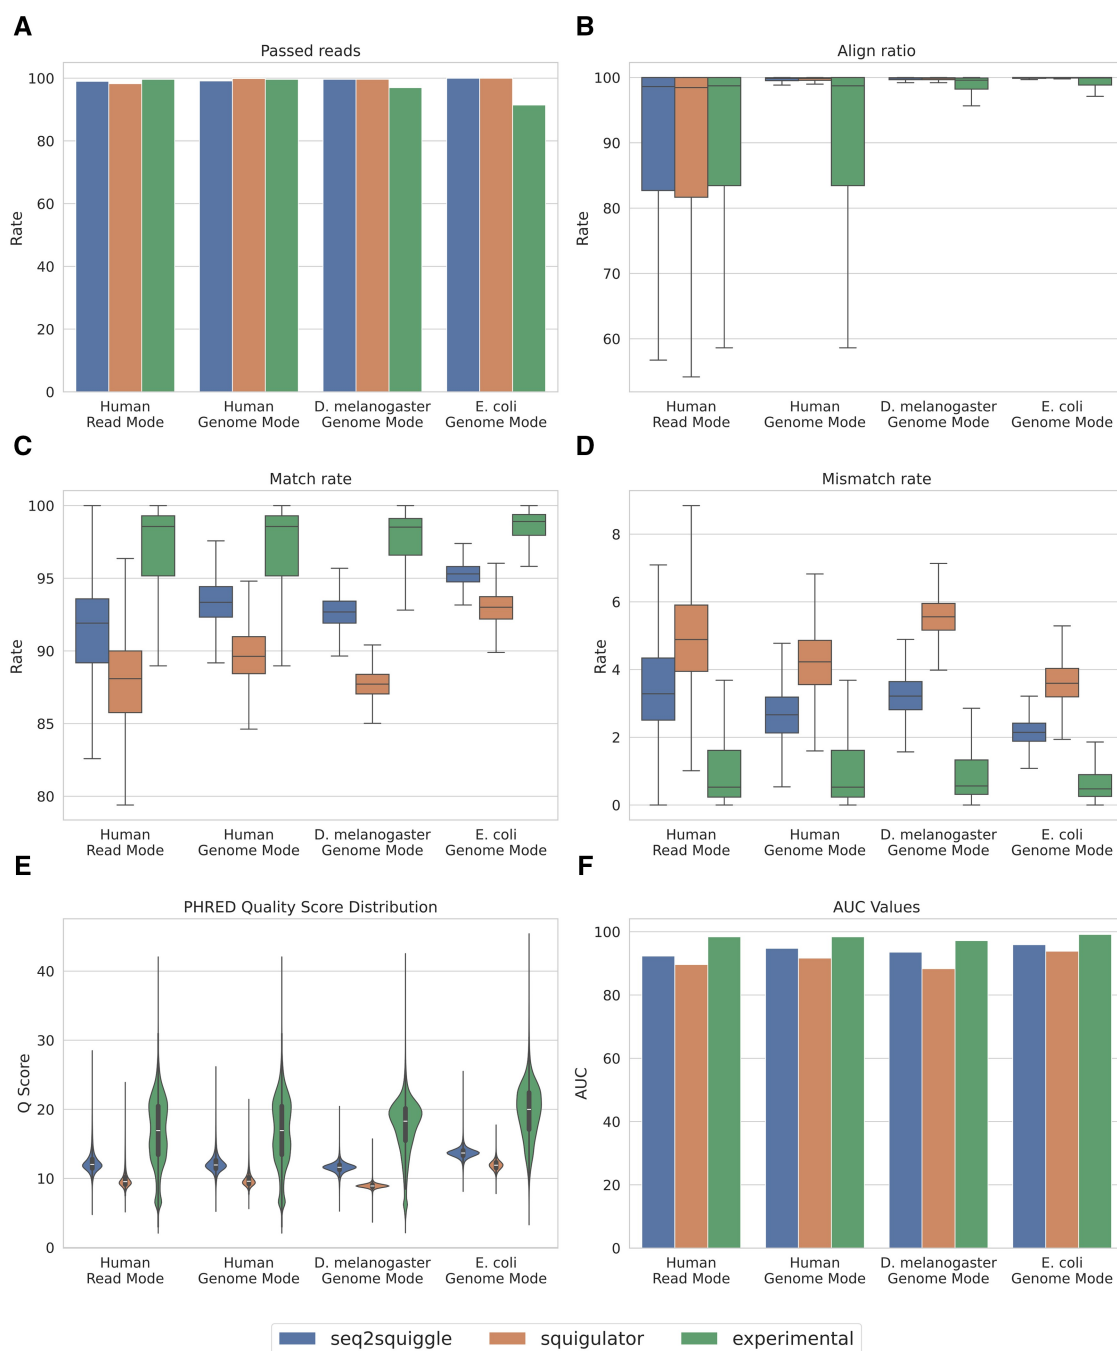 A
Passed reads
Rate
100
80
60
40
20
0
Human
Read Mode
Human
Genome Mode
D. melanogaster
Genome Mode
E. coli
Genome Mode
B
Align ratio
Rate
100
90
80
70
60
Human
Read Mode
Human
Genome Mode
D. melanogaster
Genome Mode
E. coli
Genome Mode
C
Match rate
Rate
100
95
90
85
80
Human
Read Mode
Human
Genome Mode
D. melanogaster
Genome Mode
E. coli
Genome Mode
D
Mismatch rate
Rate
8
6
4
2
0
Human
Read Mode
Human
Genome Mode
D. melanogaster
Genome Mode
E. coli
Genome Mode
E
PHRED Quality Score Distribution
Q Score
40
30
20
10
0
Human
Read Mode
Human
Genome Mode
D. melanogaster
Genome Mode
E. coli
Genome Mode
F
AUC Values
AUC
100
80
60
40
20
0
Human
Read Mode
Human
Genome Mode
D. melanogaster
Genome Mode
E. coli
Genome Mode
seq2squiggle squigulator experimental